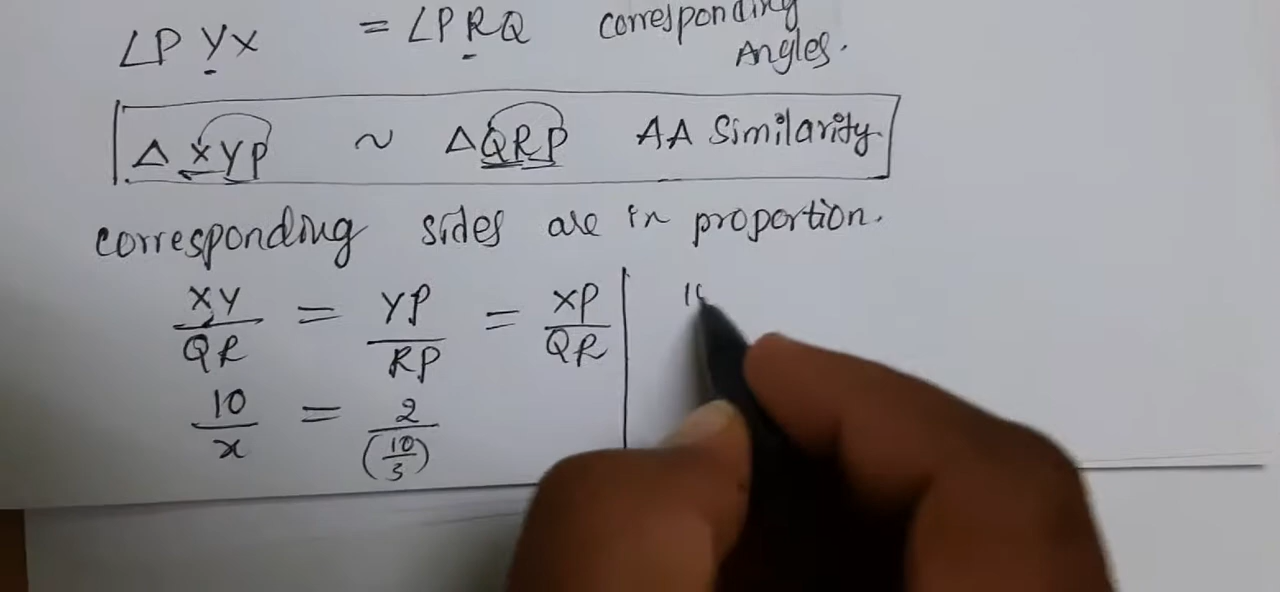 ∠PYX = ∠PRQ corresponding
Angles.
Δ XYP ~ ΔQRP AA Similarity.
corresponding sides are in proportion.
XY/QR = YP/RP = XP/QR
10/x = 2/(10/3)